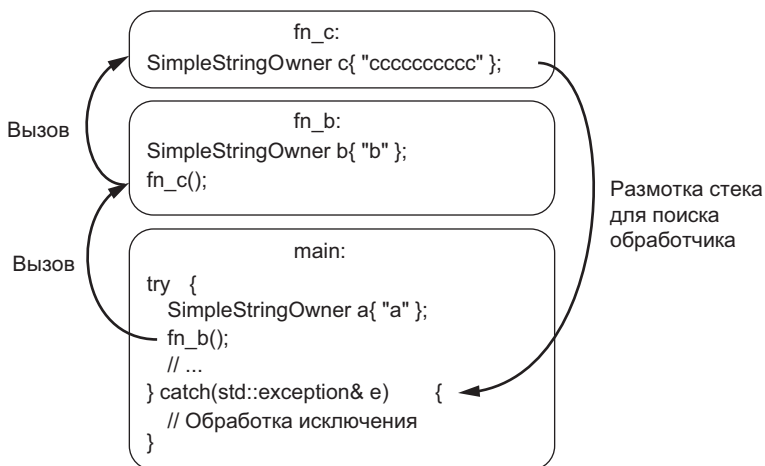 fn_c:
SimpleStringOwner c{ "cccccccccc" };
Вызов
fn_b:
SimpleStringOwner b{ "b" };
fn_c();
Размотка стека
для поиска
обработчика
Вызов
main:
try {
SimpleStringOwner a{ "a" };
fn_b();
// ...
} catch(std::exception& e) {
// Обработка исключения
}